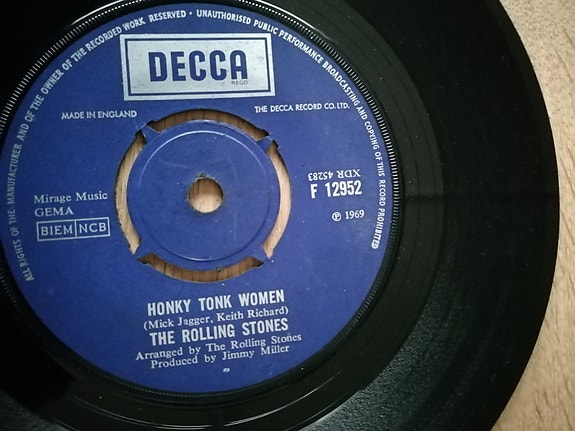 ALL RIGHTS OF THE MANUFACTURER AND OF THE OWNER OF THE RECORDED WORK RESERVED · UNAUTHORISED PUBLIC PERFORMANCE BROADCASTING AND COPYING OF THIS RECORD PROHIBITED
DECCA
REGD
MADE IN ENGLAND
THE DECCA RECORD CO. LTD.
XDR 45283
F 12952
Mirage Music
GEMA
BIEM NCB
℗ 1969
HONKY TONK WOMEN
(Mick Jagger, Keith Richard)
THE ROLLING STONES
Arranged by The Rolling Stones
Produced by Jimmy Miller